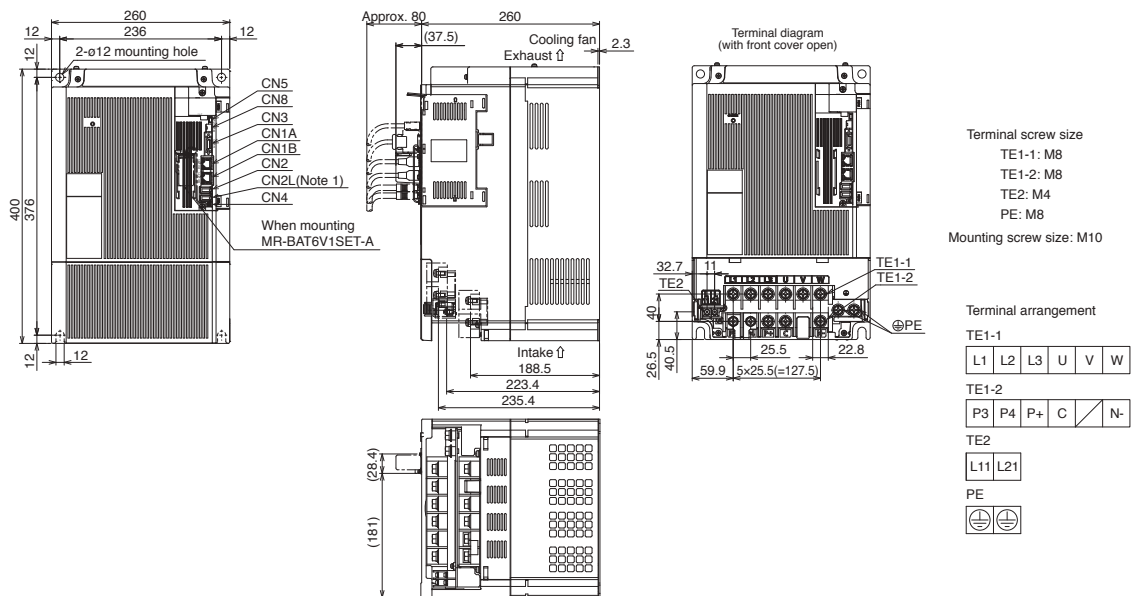 260
236
12
12
12
2-ø12 mounting hole
400
376
12
12
CN5
CN8
CN3
CN1A
CN1B
CN2
CN2L(Note 1)
CN4
When mounting
MR-BAT6V1SET-A
Approx. 80
260
(37.5)
Cooling fan
Exhaust ⇧
2.3
Intake ⇧
188.5
223.4
235.4
(28.4)
(181)
Terminal diagram
(with front cover open)
32.7
11
L1 L2 L3 U V W
TE2
TE1-1
TE1-2
PE
40
40.5
26.5
25.5
22.8
59.9
5×25.5(=127.5)
Terminal screw size
TE1-1: M8
TE1-2: M8
TE2: M4
PE: M8
Mounting screw size: M10
Terminal arrangement
TE1-1
L1 L2 L3 U V W
TE1-2
P3 P4 P+ C N-
TE2
L11 L21
PE